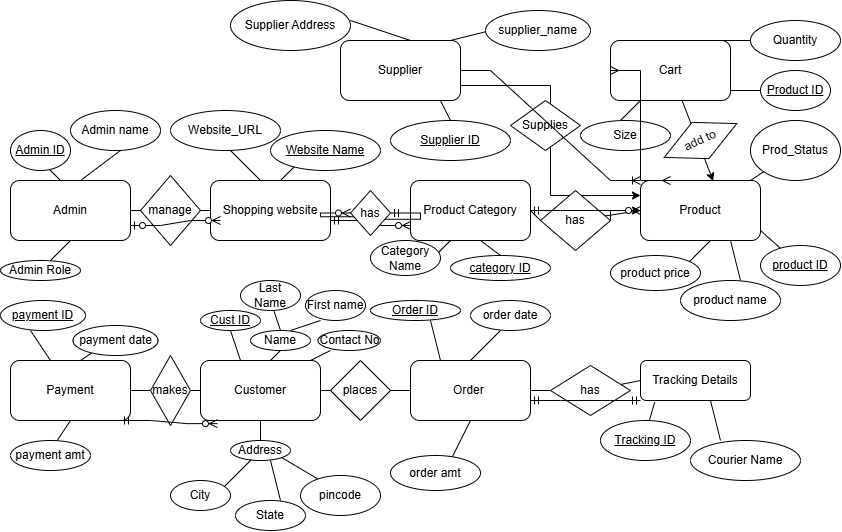 Supplier Address
supplier_name
Quantity
Supplier
Cart
Product ID
Supplies
Size
add to
Supplier ID
Admin ID
Admin name
Website_URL
Website Name
Prod_Status
Admin
manage
Shopping website
has
Product Category
has
Product
Admin Role
Category
Name
category ID
product price
product name
product ID
payment ID
payment date
Cust ID
Last
Name
First name
Name
Contact No
Order ID
order date
Payment
makes
Customer
places
Order
has
Tracking Details
payment amt
Address
City
State
pincode
order amt
Tracking ID
Courier Name